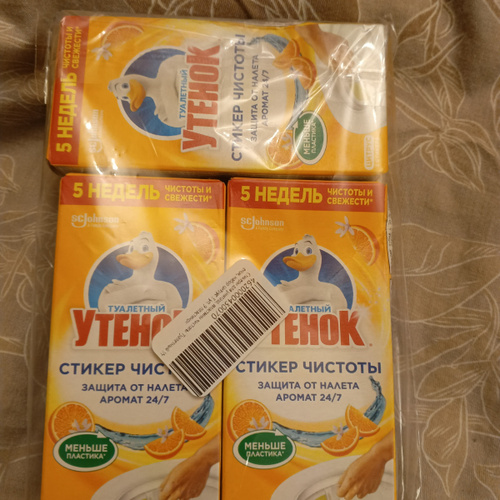 5 НЕДЕЛЬ ЧИСТОТЫ И
СВЕЖЕСТИ*
ТУАЛЕТНЫЙ
УТЕНОК
СТИКЕР ЧИСТОТЫ
ЗАЩИТА ОТ НАЛЕТА
АРОМАТ 24/7
МЕНЬШЕ
ПЛАСТИКА*
5 НЕДЕЛЬ ЧИСТОТЫ И
СВЕЖЕСТИ*
SC Johnson
ТУАЛЕТНЫЙ
УТЕНОК
СТИКЕР ЧИСТ
ЗАЩИТА ОТ НАЛЕТА
АРОМАТ 24/7
МЕНЬШЕ
ПЛАСТИКА*
5 НЕДЕЛЬ ЧИСТОТЫ И
СВЕЖЕСТИ*
SC Johnson
ТЕНОК
СТИКЕР ЧИСТОТЫ
ЗАЩИТА ОТ НАЛЕТА
АРОМАТ 24/7
МЕНЬШЕ
ПЛАСТИКА*